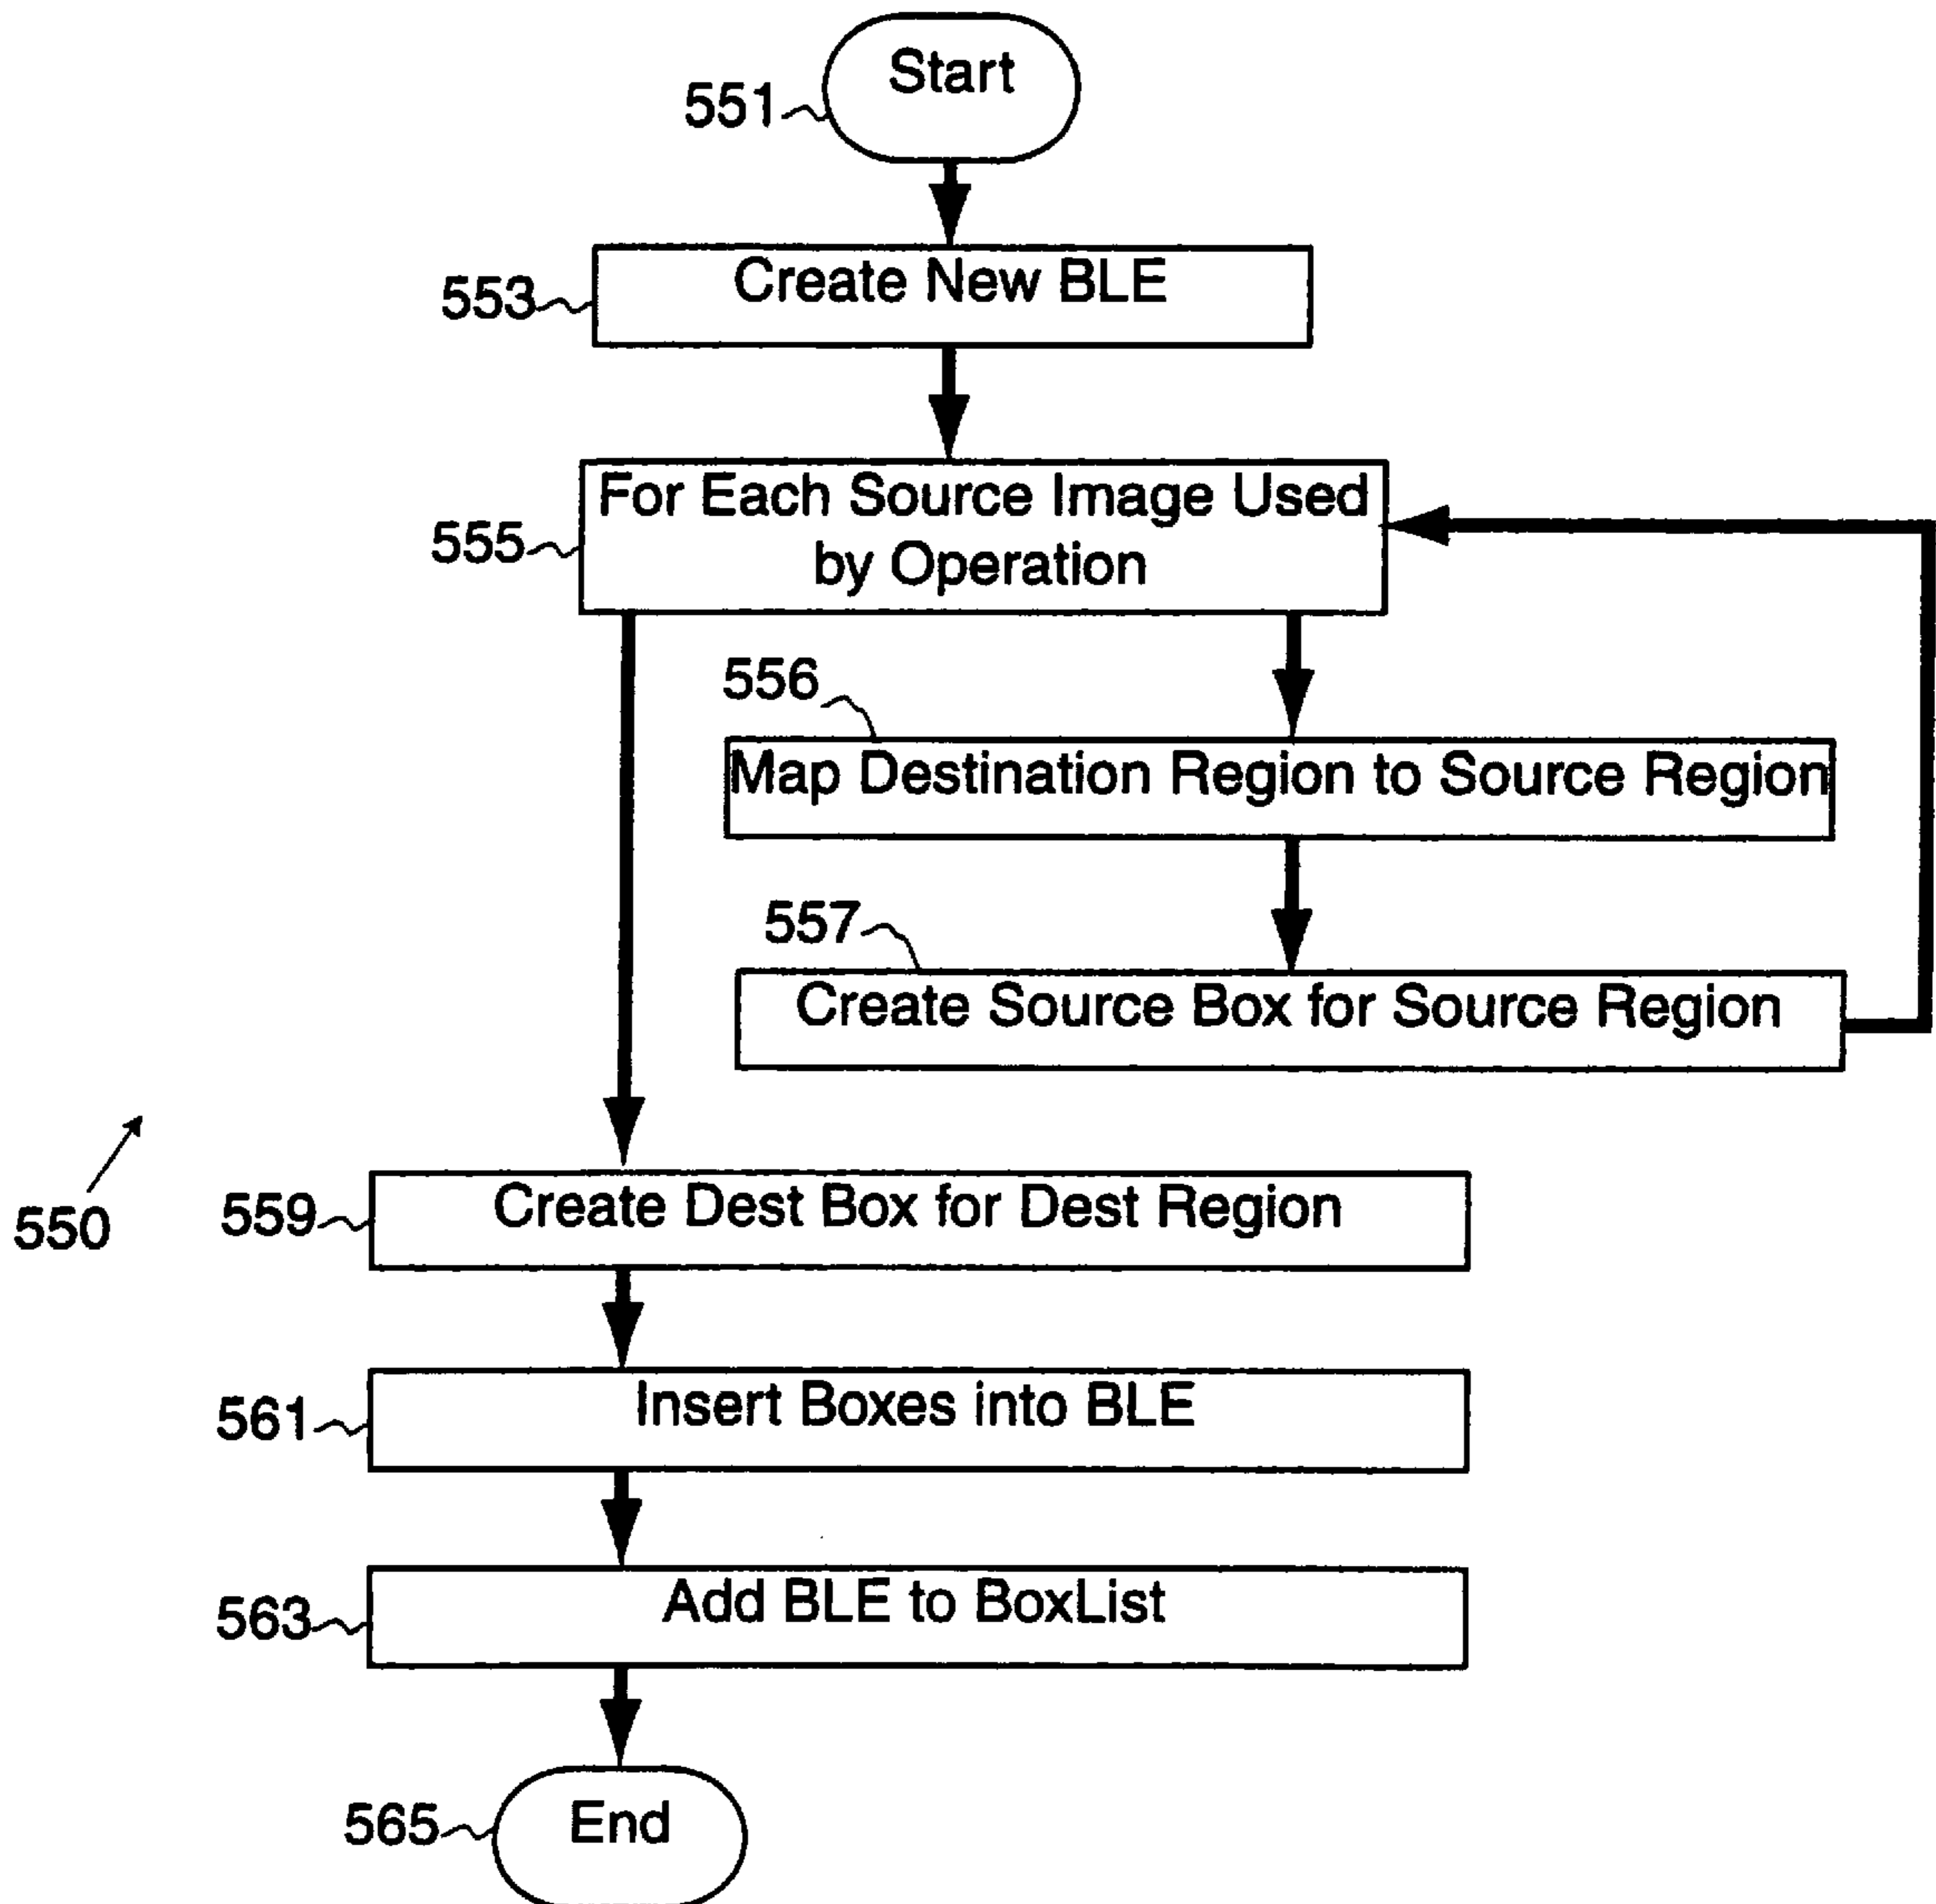 Start
551
Create New BLE
553
For Each Source Image Used
by Operation
555
556
Map Destination Region to Source Region
557
Create Source Box for Source Region
550
559
Create Dest Box for Dest Region
561
Insert Boxes into BLE
563
Add BLE to BoxList
565
End